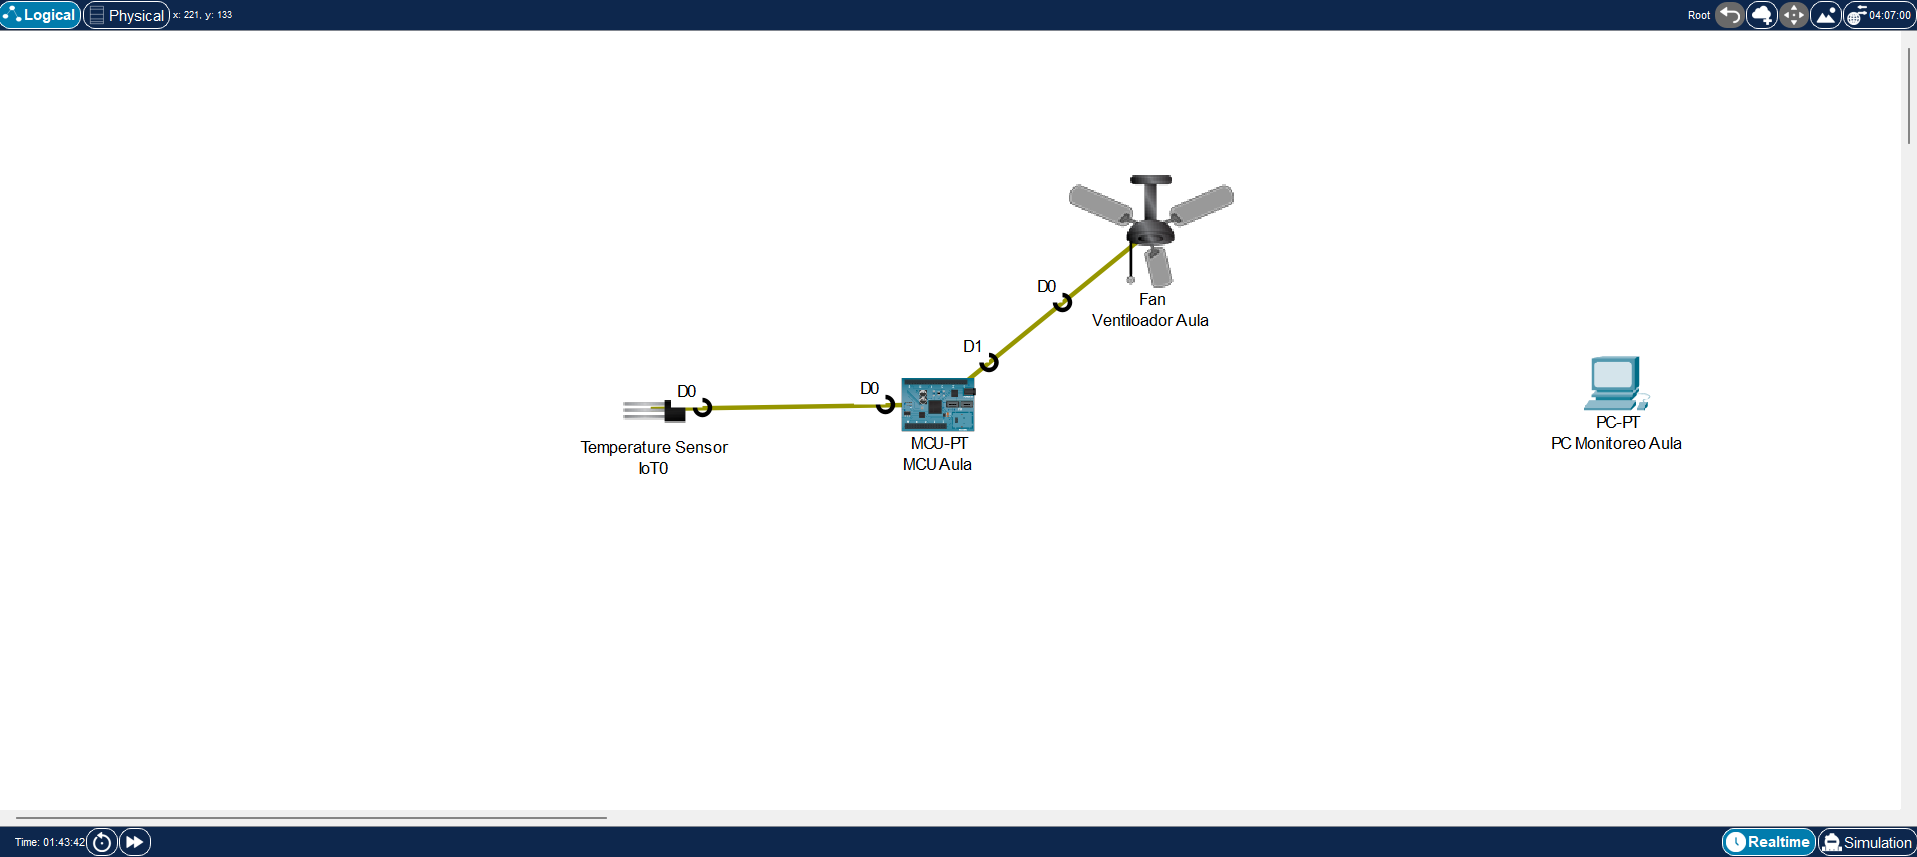 Logical
Physical
x: 221, y: 133
Root
04:07:00
D0
Fan
Ventiloador Aula
D1
D0
D0
Temperature Sensor
IoT0
MCU-PT
MCU Aula
PC-PT
PC Monitoreo Aula
Time: 01:43:42
Realtime
Simulation